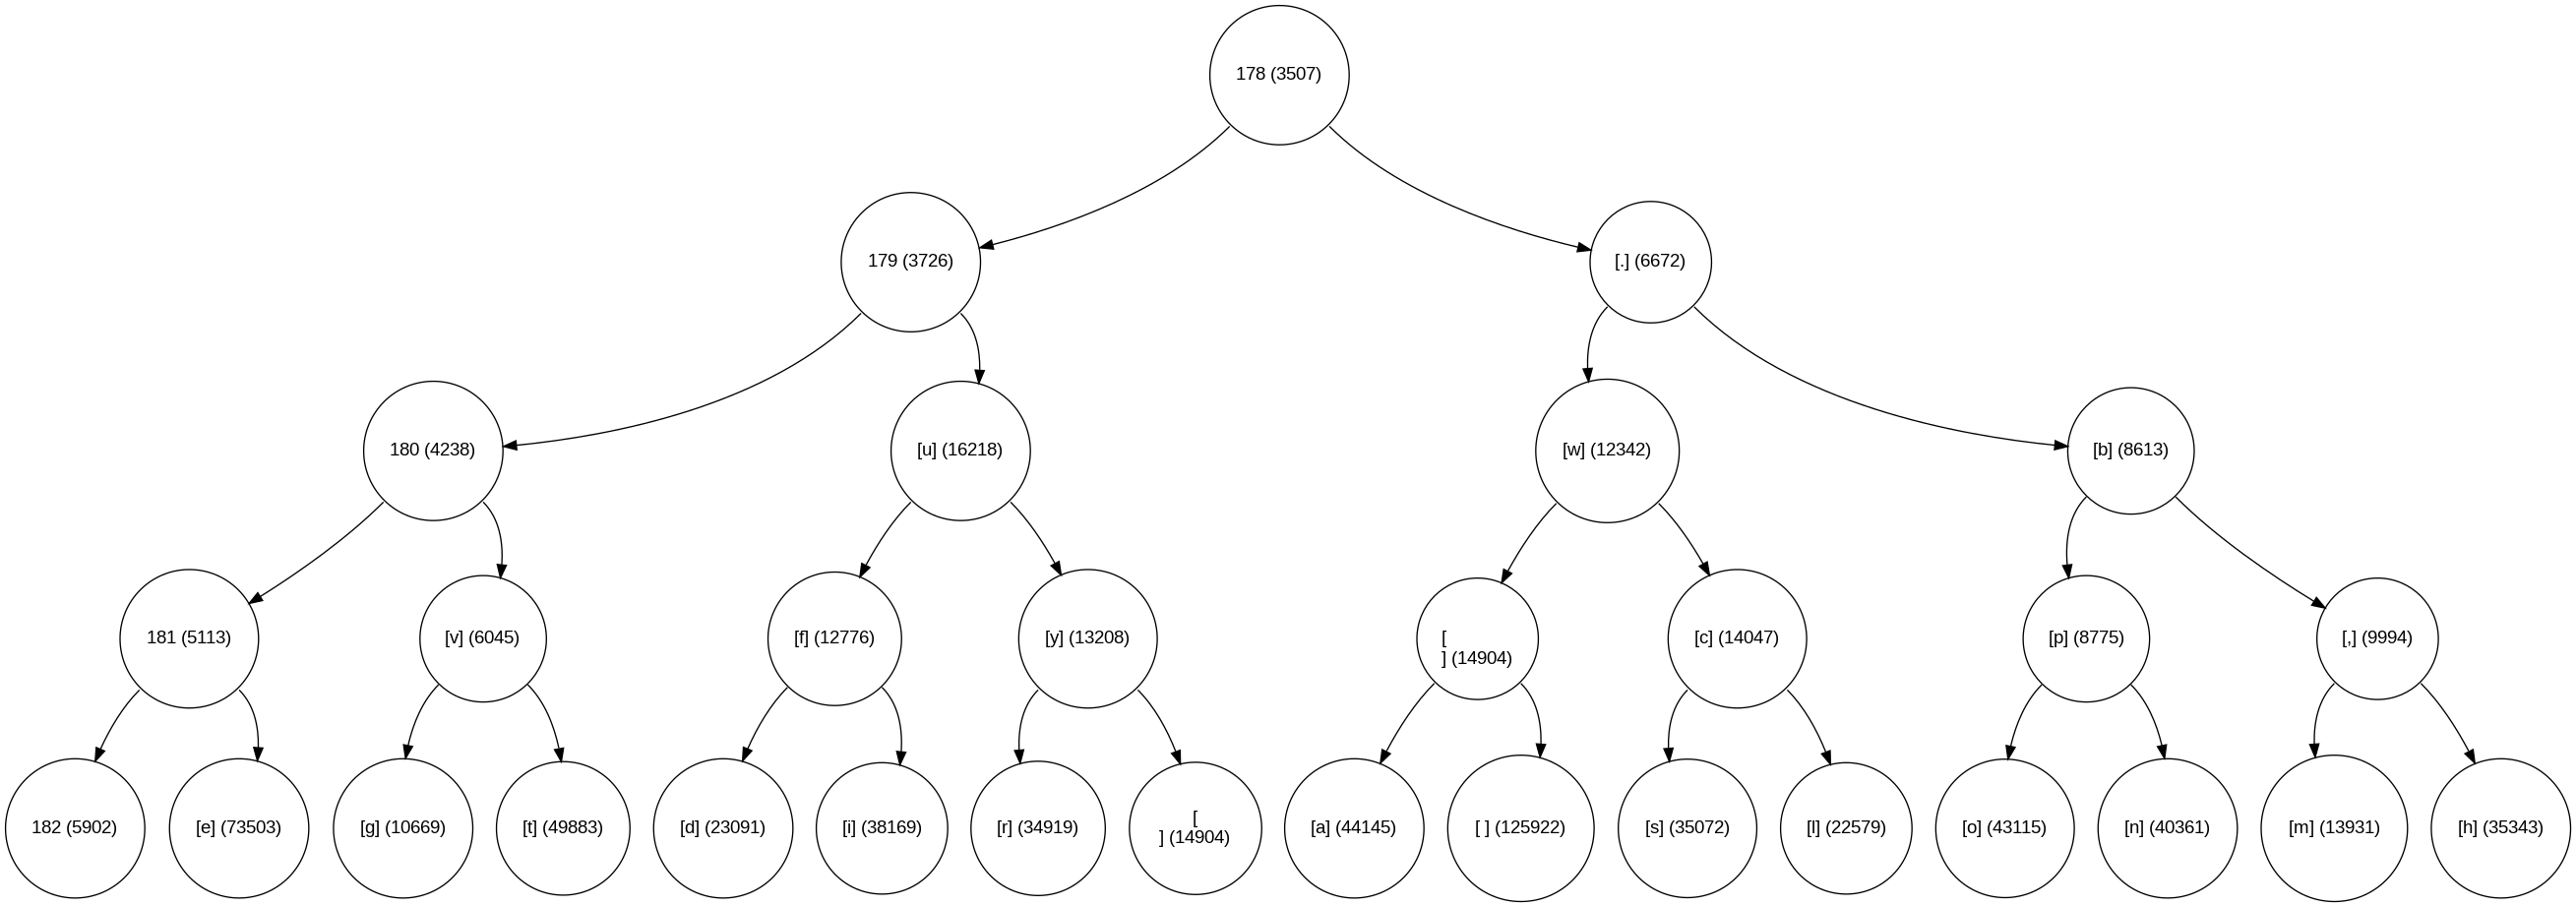 178 (3507)
179 (3726)
[.] (6672)
180 (4238)
[u] (16218)
[w] (12342)
[b] (8613)
181 (5113)
[v] (6045)
[f] (12776)
[y] (13208)
[
] (14904)
[c] (14047)
[p] (8775)
[,] (9994)
182 (5902)
[e] (73503)
[g] (10669)
[t] (49883)
[d] (23091)
[i] (38169)
[r] (34919)
[
] (14904)
[a] (44145)
[ ] (125922)
[s] (35072)
[l] (22579)
[o] (43115)
[n] (40361)
[m] (13931)
[h] (35343)